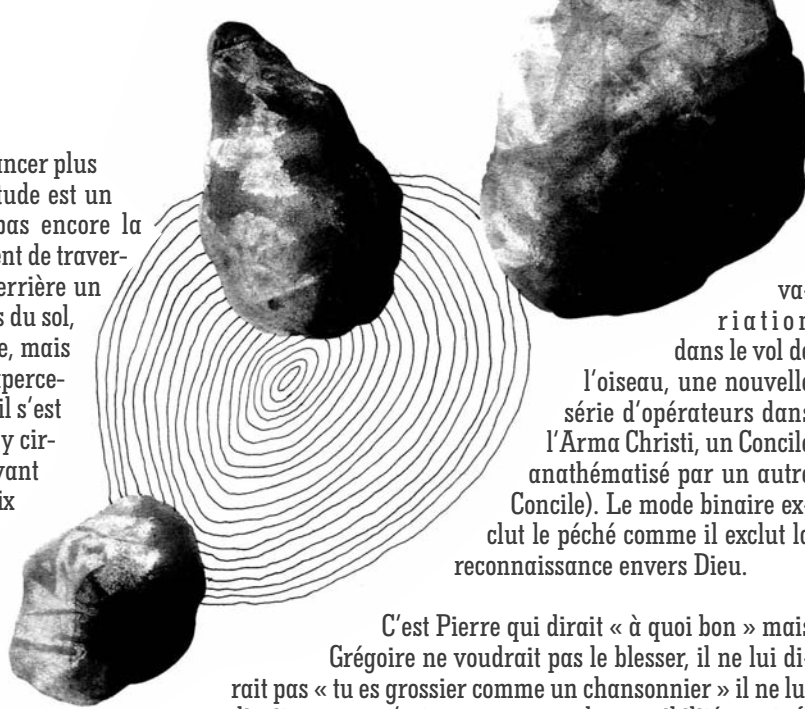 ancer plus
tude est un
pas encore la
ent de traver-
errière un
s du sol,
e, mais
aperce-
il s'est
y cir-
vant
ix
va-
riation
dans le vol de
l'oiseau, une nouvelle
série d'opérateurs dans
l'Arma Christi, un Concile
anathématisé par un autre
Concile). Le mode binaire ex-
clut le péché comme il exclut la
reconnaissance envers Dieu.
C'est Pierre qui dirait « à quoi bon » mais
Grégoire ne voudrait pas le blesser, il ne lui di-
rait pas « tu es grossier comme un chansonnier » il ne lui